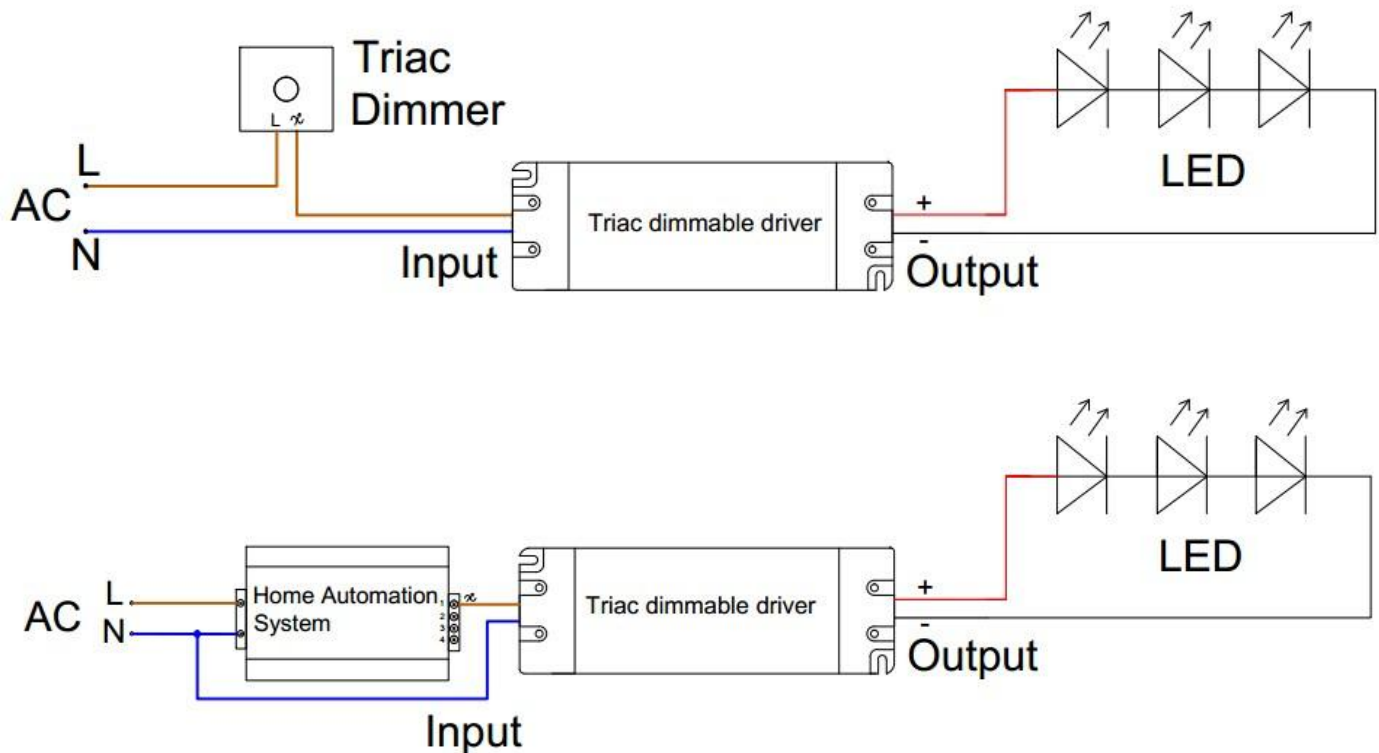 Triac
Dimmer
L x
L
AC
N
Input
Triac dimmable driver
+
-
Output
LED
L
AC
N
Home Automation
System
x
1
2
3
4
Input
Triac dimmable driver
+
-
Output
LED